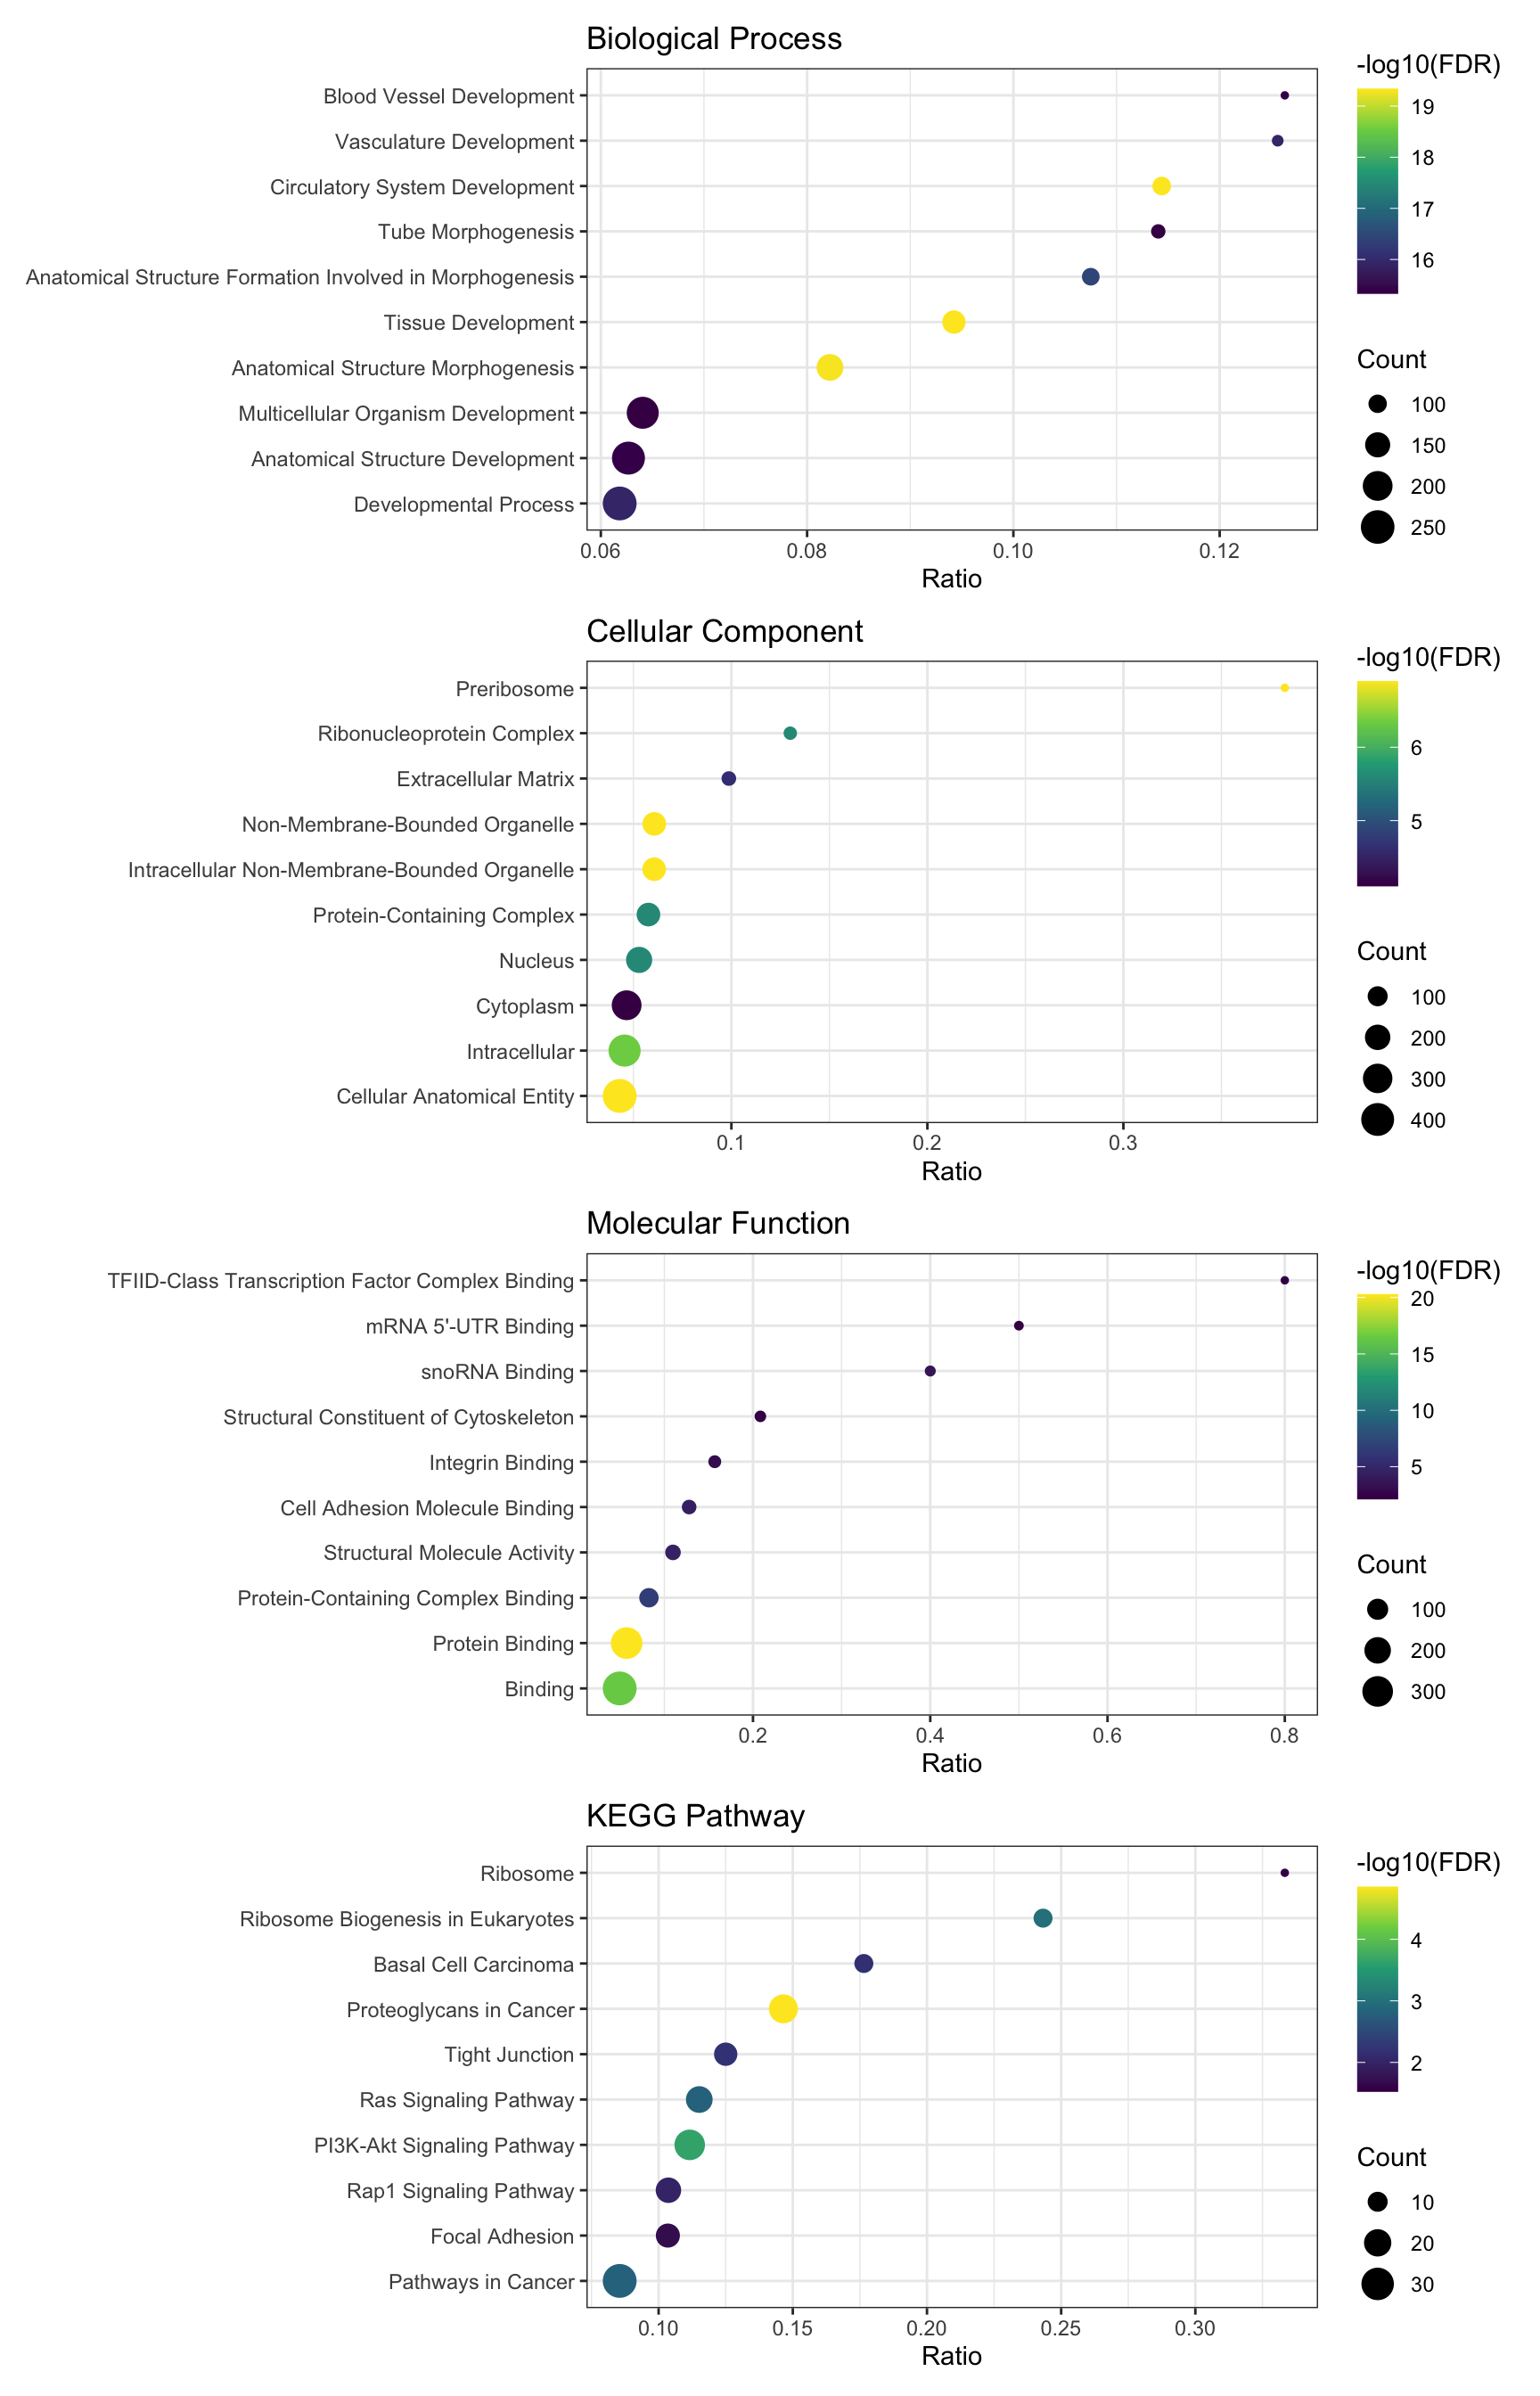 Biological Process
Blood Vessel Development
Vasculature Development
Circulatory System Development
Tube Morphogenesis
Anatomical Structure Formation Involved in Morphogenesis
Tissue Development
Anatomical Structure Morphogenesis
Multicellular Organism Development
Anatomical Structure Development
Developmental Process
0.06 0.08 0.10 0.12
Ratio
-log10(FDR)
19
18
17
16
Count
100
150
200
250
Cellular Component
Preribosome
Ribonucleoprotein Complex
Extracellular Matrix
Non-Membrane-Bounded Organelle
Intracellular Non-Membrane-Bounded Organelle
Protein-Containing Complex
Nucleus
Cytoplasm
Intracellular
Cellular Anatomical Entity
0.1 0.2 0.3
Ratio
-log10(FDR)
6
5
Count
100
200
300
400
Molecular Function
TFIID-Class Transcription Factor Complex Binding
mRNA 5'-UTR Binding
snoRNA Binding
Structural Constituent of Cytoskeleton
Integrin Binding
Cell Adhesion Molecule Binding
Structural Molecule Activity
Protein-Containing Complex Binding
Protein Binding
Binding
0.2 0.4 0.6 0.8
Ratio
-log10(FDR)
20
15
10
5
Count
100
200
300
KEGG Pathway
Ribosome
Ribosome Biogenesis in Eukaryotes
Basal Cell Carcinoma
Proteoglycans in Cancer
Tight Junction
Ras Signaling Pathway
PI3K-Akt Signaling Pathway
Rap1 Signaling Pathway
Focal Adhesion
Pathways in Cancer
0.10 0.15 0.20 0.25 0.30
Ratio
-log10(FDR)
4
3
2
Count
10
20
30